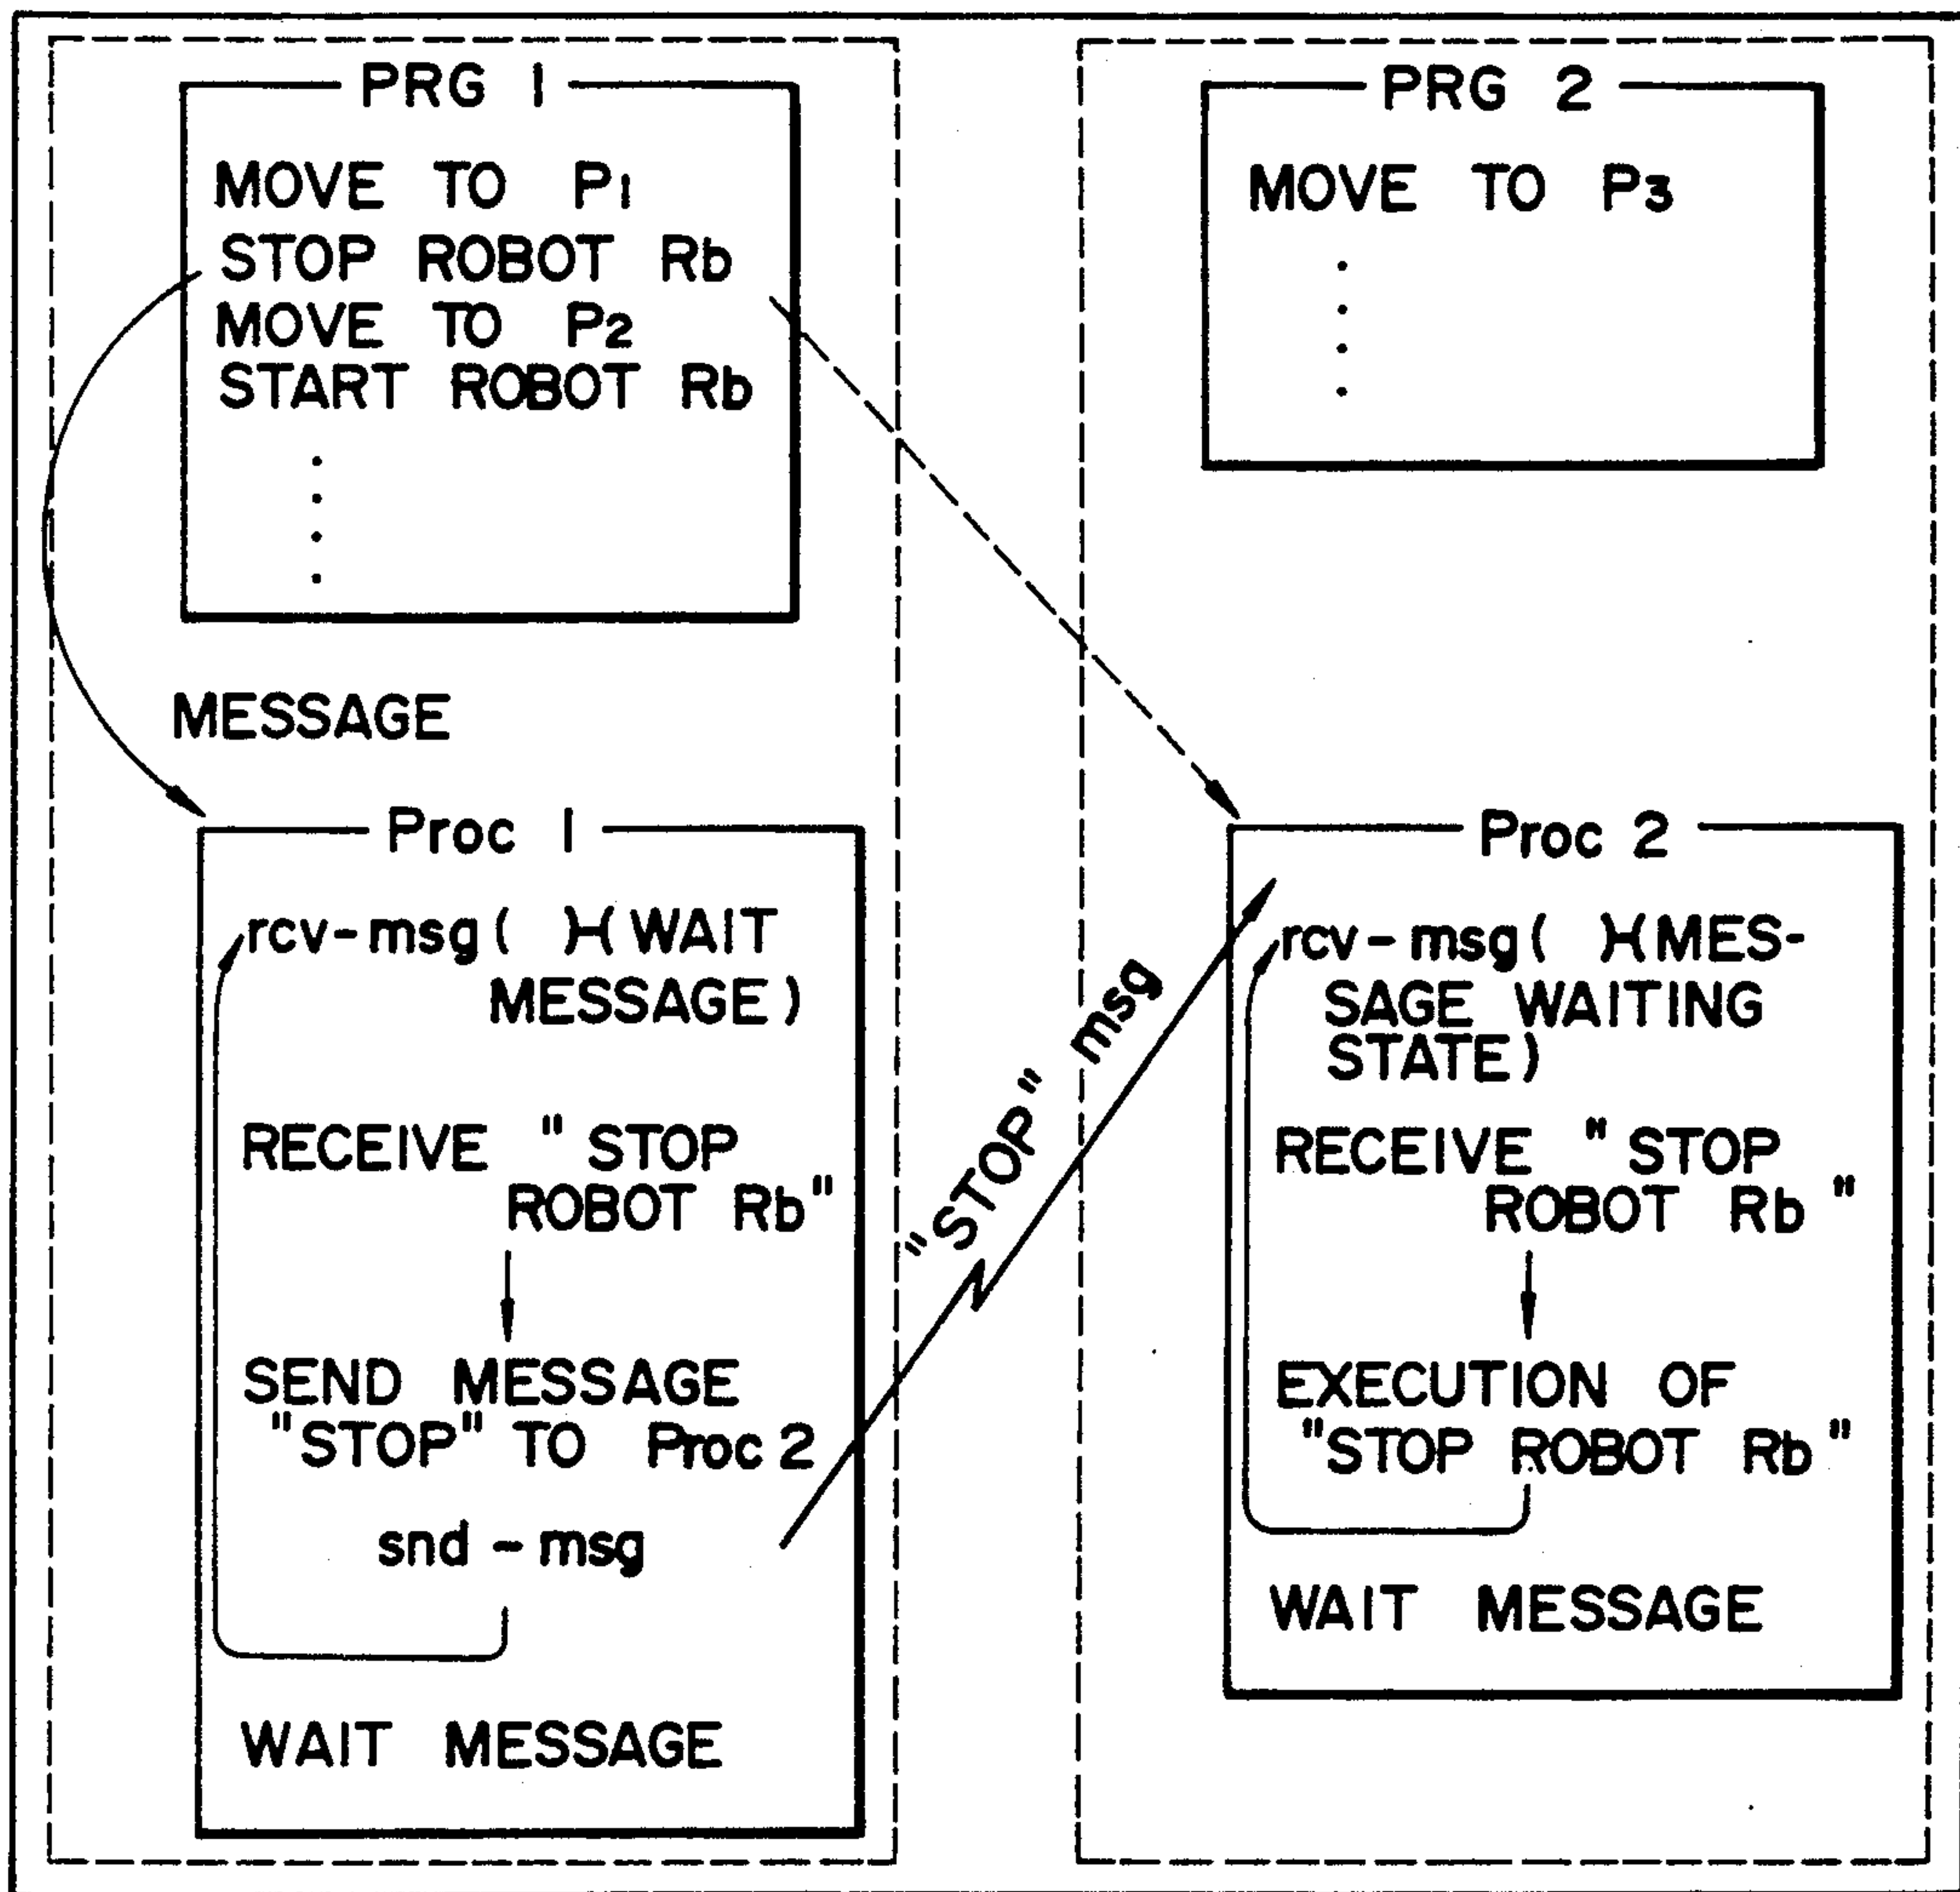 PRG 1
MOVE TO P1
STOP ROBOT Rb
MOVE TO P2
START ROBOT Rb
MESSAGE
Proc 1
rcv-msg( )-(WAIT
MESSAGE)
RECEIVE "STOP
ROBOT Rb"
SEND MESSAGE
"STOP" TO Proc 2
snd-msg
WAIT MESSAGE
"STOP" msg
PRG 2
MOVE TO P3
Proc 2
rcv-msg( )-(MES-
SAGE WAITING
STATE)
RECEIVE "STOP
ROBOT Rb"
EXECUTION OF
"STOP ROBOT Rb"
WAIT MESSAGE